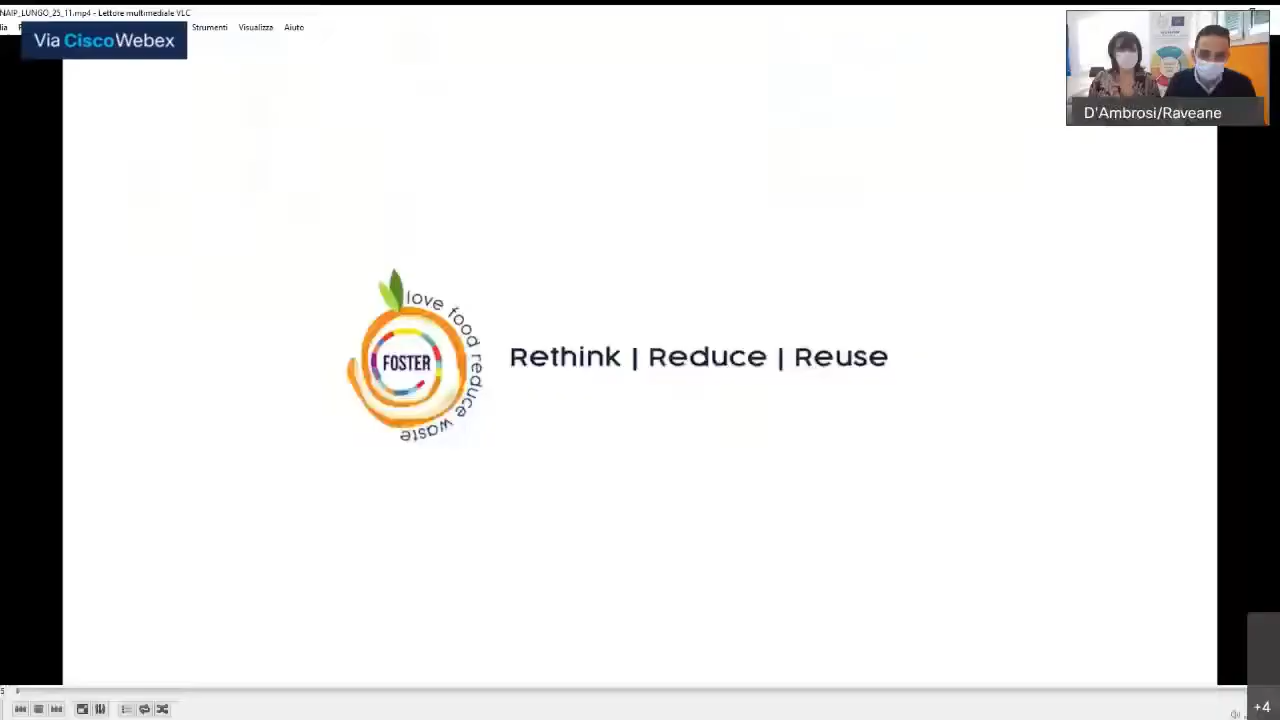 NAIP_LUNGO_25_11.mp4 - Lettore multimediale VLC
Strumenti Visualizza Aiuto
Via CiscoWebex
D'Ambrosi/Raveane
love food reduce waste
FOSTER
Rethink | Reduce | Reuse
+4